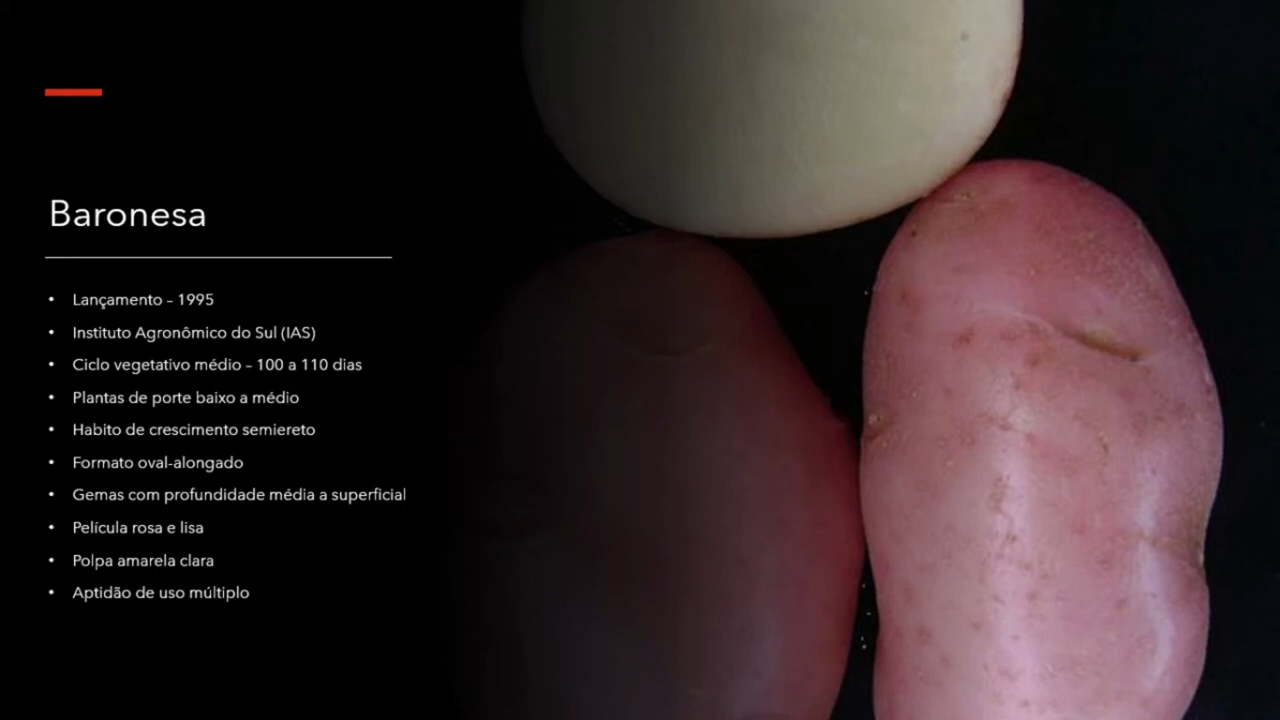 Baronesa
• Lançamento – 1995
• Instituto Agronômico do Sul (IAS)
• Ciclo vegetativo médio – 100 a 110 dias
• Plantas de porte baixo a médio
• Habito de crescimento semiereto
• Formato oval-alongado
• Gemas com profundidade média a superficial
• Película rosa e lisa
• Polpa amarela clara
• Aptidão de uso múltiplo